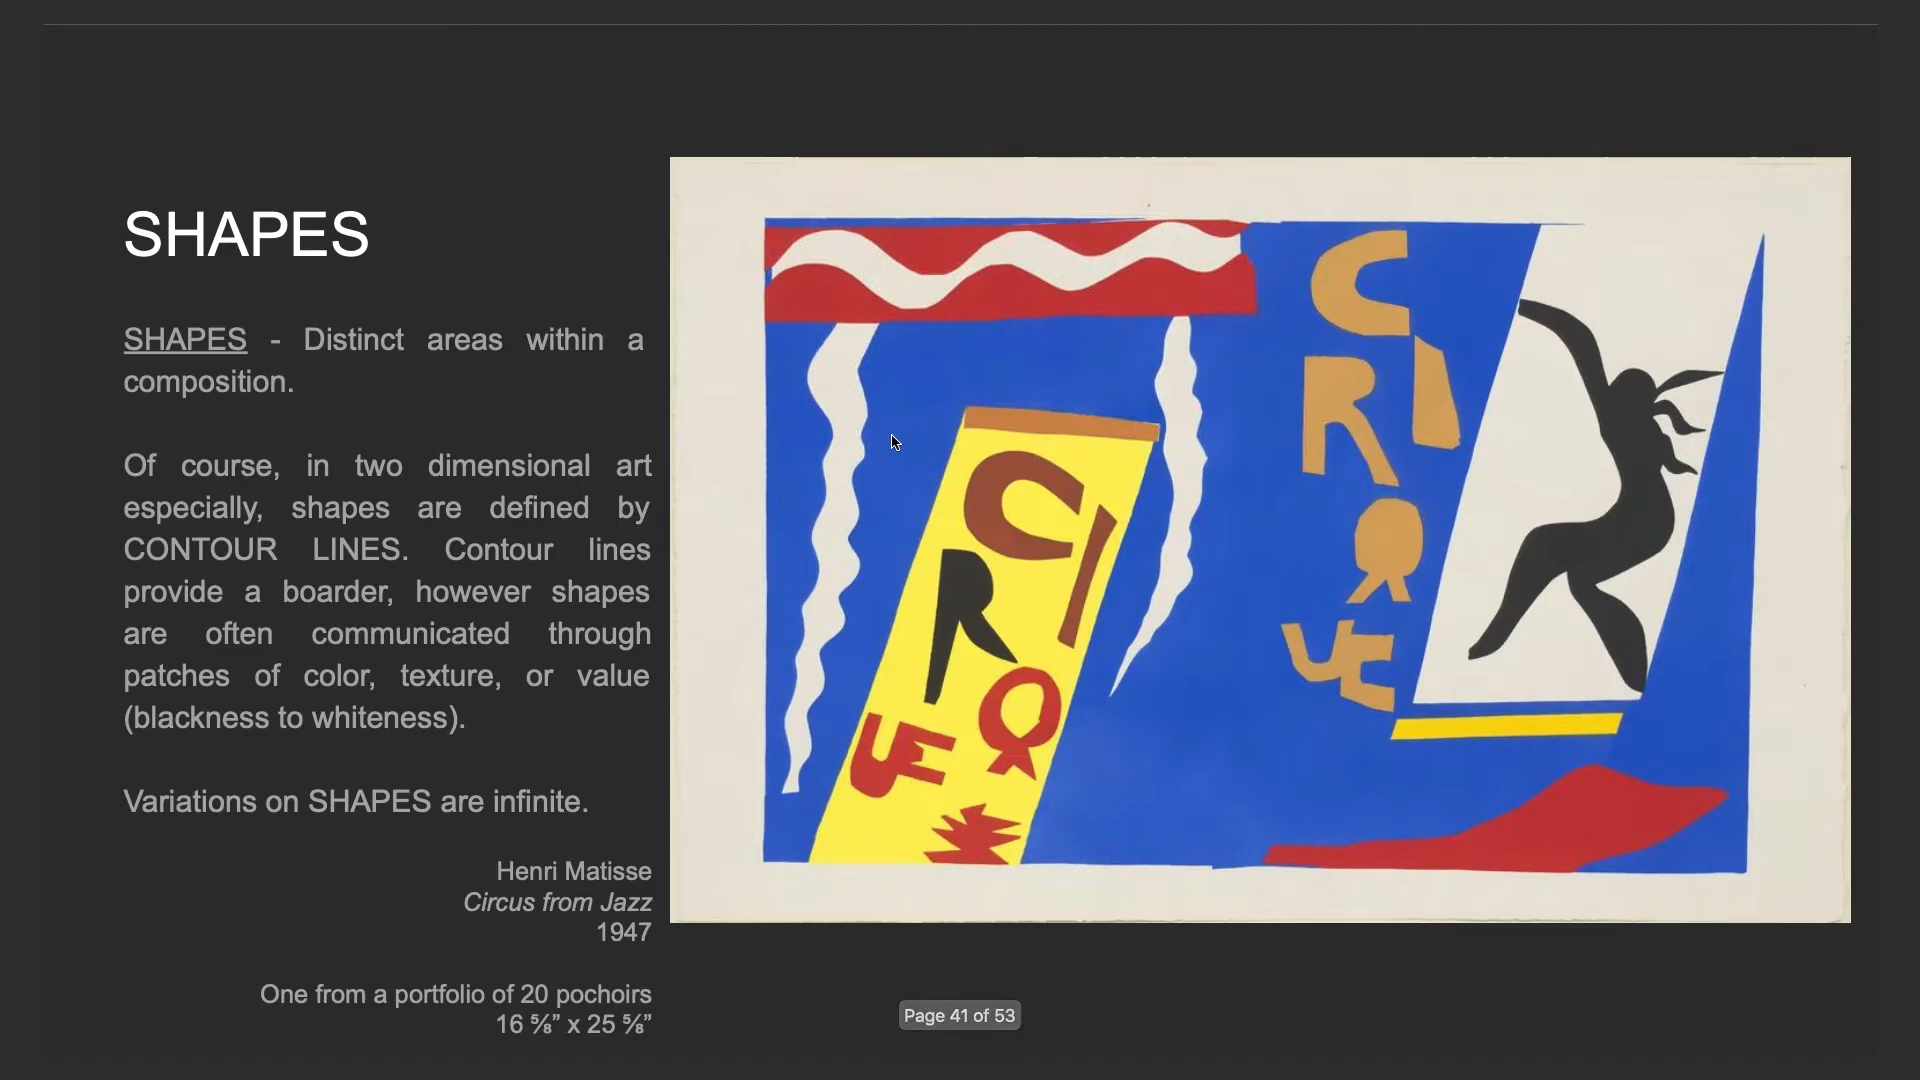 SHAPES
SHAPES - Distinct areas within a
composition.
Of course, in two dimensional art
especially, shapes are defined by
CONTOUR LINES. Contour lines
provide a boarder, however shapes
are often communicated through
patches of color, texture, or value
(blackness to whiteness).
Variations on SHAPES are infinite.
Henri Matisse
Circus from Jazz
1947
One from a portfolio of 20 pochoirs
16 ⅝” x 25 ⅝”
CIRQUE
CIRQUE
Page 41 of 53